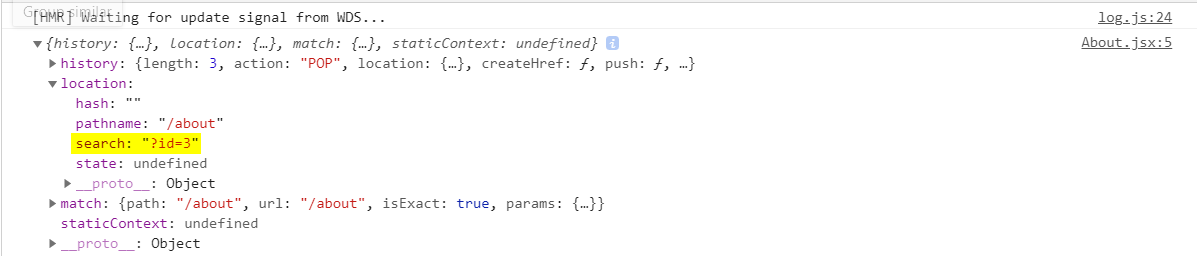 Group similar
[HMR] Waiting for update signal from WDS... log.js:24
▼{history: {…}, location: {…}, match: {…}, staticContext: undefined} i About.jsx:5
▶history: {length: 3, action: "POP", location: {…}, createHref: ƒ, push: ƒ, …}
▼location:
hash: ""
pathname: "/about"
search: "?id=3"
state: undefined
▶__proto__: Object
▶match: {path: "/about", url: "/about", isExact: true, params: {…}}
staticContext: undefined
▶__proto__: Object